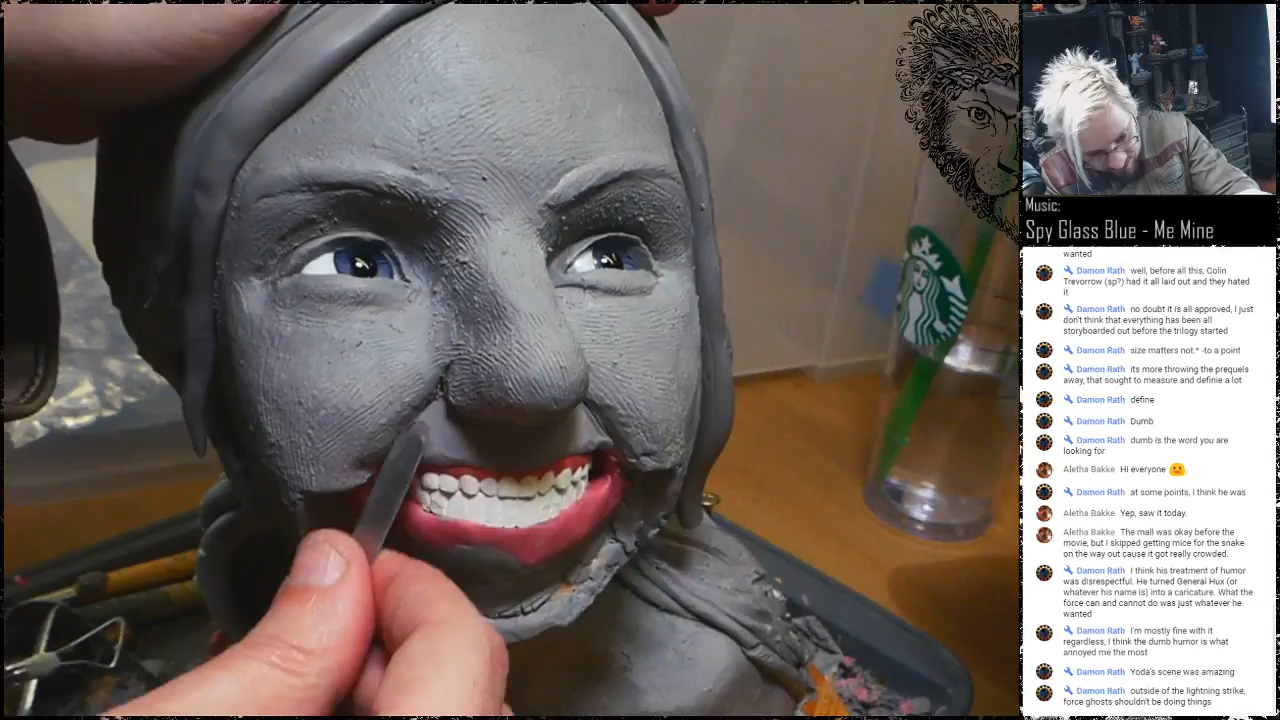 Music:
Spy Glass Blue - Me Mine
wanted
Damon Rath well, before all this, Colin
Trevorrow (sp?) had it all laid out and they hated
it
Damon Rath no doubt it is all approved, I just
don't think that everything has been all
storyboarded out before the trilogy started
Damon Rath size matters not.* -to a point
Damon Rath its more throwing the prequels
away, that sought to measure and definie a lot
Damon Rath define
Damon Rath Dumb
Damon Rath dumb is the word you are
looking for
Aletha Bakke Hi everyone
Damon Rath at some points, I think he was
Aletha Bakke Yep, saw it today.
Aletha Bakke The mall was okay before the
movie, but I skipped getting mice for the snake
on the way out cause it got really crowded.
Damon Rath I think his treatment of humor
was disrespectful. He turned General Hux (or
whatever his name is) into a caricature. What the
force can and cannot do was just whatever he
wanted
Damon Rath I'm mostly fine with it
regardless, I think the dumb humor is what
annoyed me the most
Damon Rath Yoda's scene was amazing
Damon Rath outside of the lightning strike,
force ghosts shouldn't be doing things